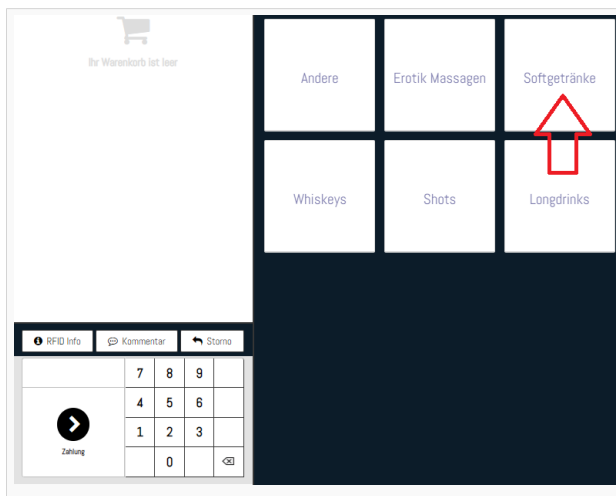 Ihr Warenkorb ist leer
Andere
Erotik Massagen
Softgetränke
Whiskeys
Shots
Longdrinks
RFID Info
Kommentar
Storno
7 8 9
4 5 6
1 2 3
0
Zahlung